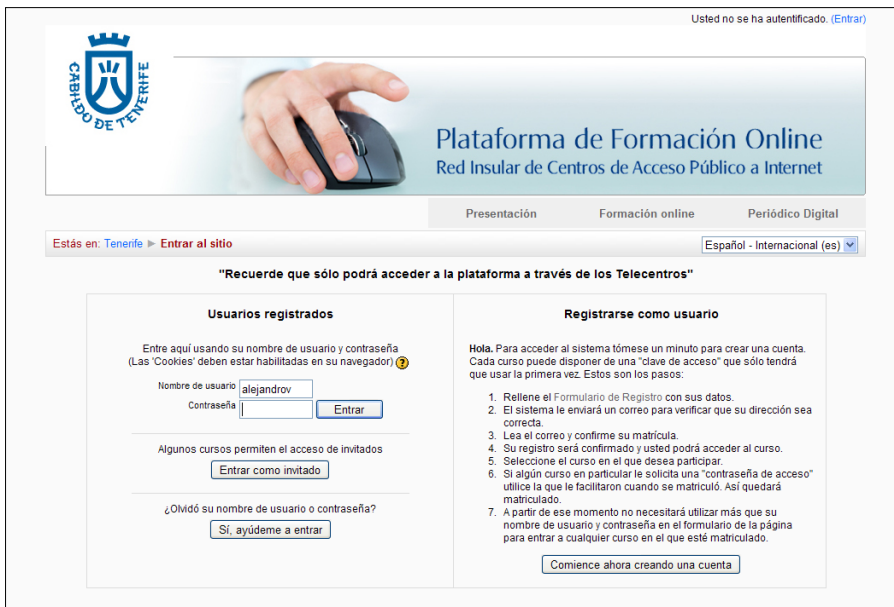 Usted no se ha autentificado. (Entrar)
CABILDO DE TENERIFE
Plataforma de Formación Online
Red Insular de Centros de Acceso Público a Internet
Presentación Formación online Periódico Digital
Estás en: Tenerife ► Entrar al sitio
Español - Internacional (es)
"Recuerde que sólo podrá acceder a la plataforma a través de los Telecentros"
Usuarios registrados
Entre aquí usando su nombre de usuario y contraseña
(Las 'Cookies' deben estar habilitadas en su navegador) ?
Nombre de usuario alejandrov
Contraseña Entrar
Algunos cursos permiten el acceso de invitados
Entrar como invitado
¿Olvidó su nombre de usuario o contraseña?
Sí, ayúdeme a entrar
Registrarse como usuario
Hola. Para acceder al sistema tómese un minuto para crear una cuenta.
Cada curso puede disponer de una "clave de acceso" que sólo tendrá
que usar la primera vez. Estos son los pasos:
1. Rellene el Formulario de Registro con sus datos.
2. El sistema le enviará un correo para verificar que su dirección sea
correcta.
3. Lea el correo y confirme su matrícula.
4. Su registro será confirmado y usted podrá acceder al curso.
5. Seleccione el curso en el que desea participar.
6. Si algún curso en particular le solicita una "contraseña de acceso"
utilice la que le facilitaron cuando se matriculó. Así quedará
matriculado.
7. A partir de ese momento no necesitará utilizar más que su
nombre de usuario y contraseña en el formulario de la página
para entrar a cualquier curso en el que esté matriculado.
Comience ahora creando una cuenta